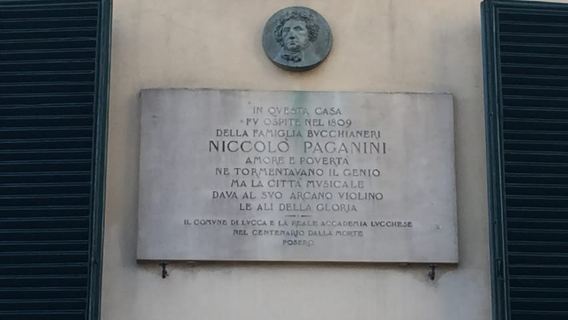 IN QVESTA CASA
FV OSPITE NEL 1809
DELLA FAMIGLIA BVCCHIANERI
NICCOLÒ PAGANINI
AMORE E POVERTÀ
NE TORMENTAVANO IL GENIO
MA LA CITTÀ MVSICALE
DAVA AL SVO ARCANO VIOLINO
LE ALI DELLA GLORIA
IL COMVNE DI LVCCA E LA REALE ACCADEMIA LVCCHESE
NEL CENTENARIO DALLA MORTE
POSERO